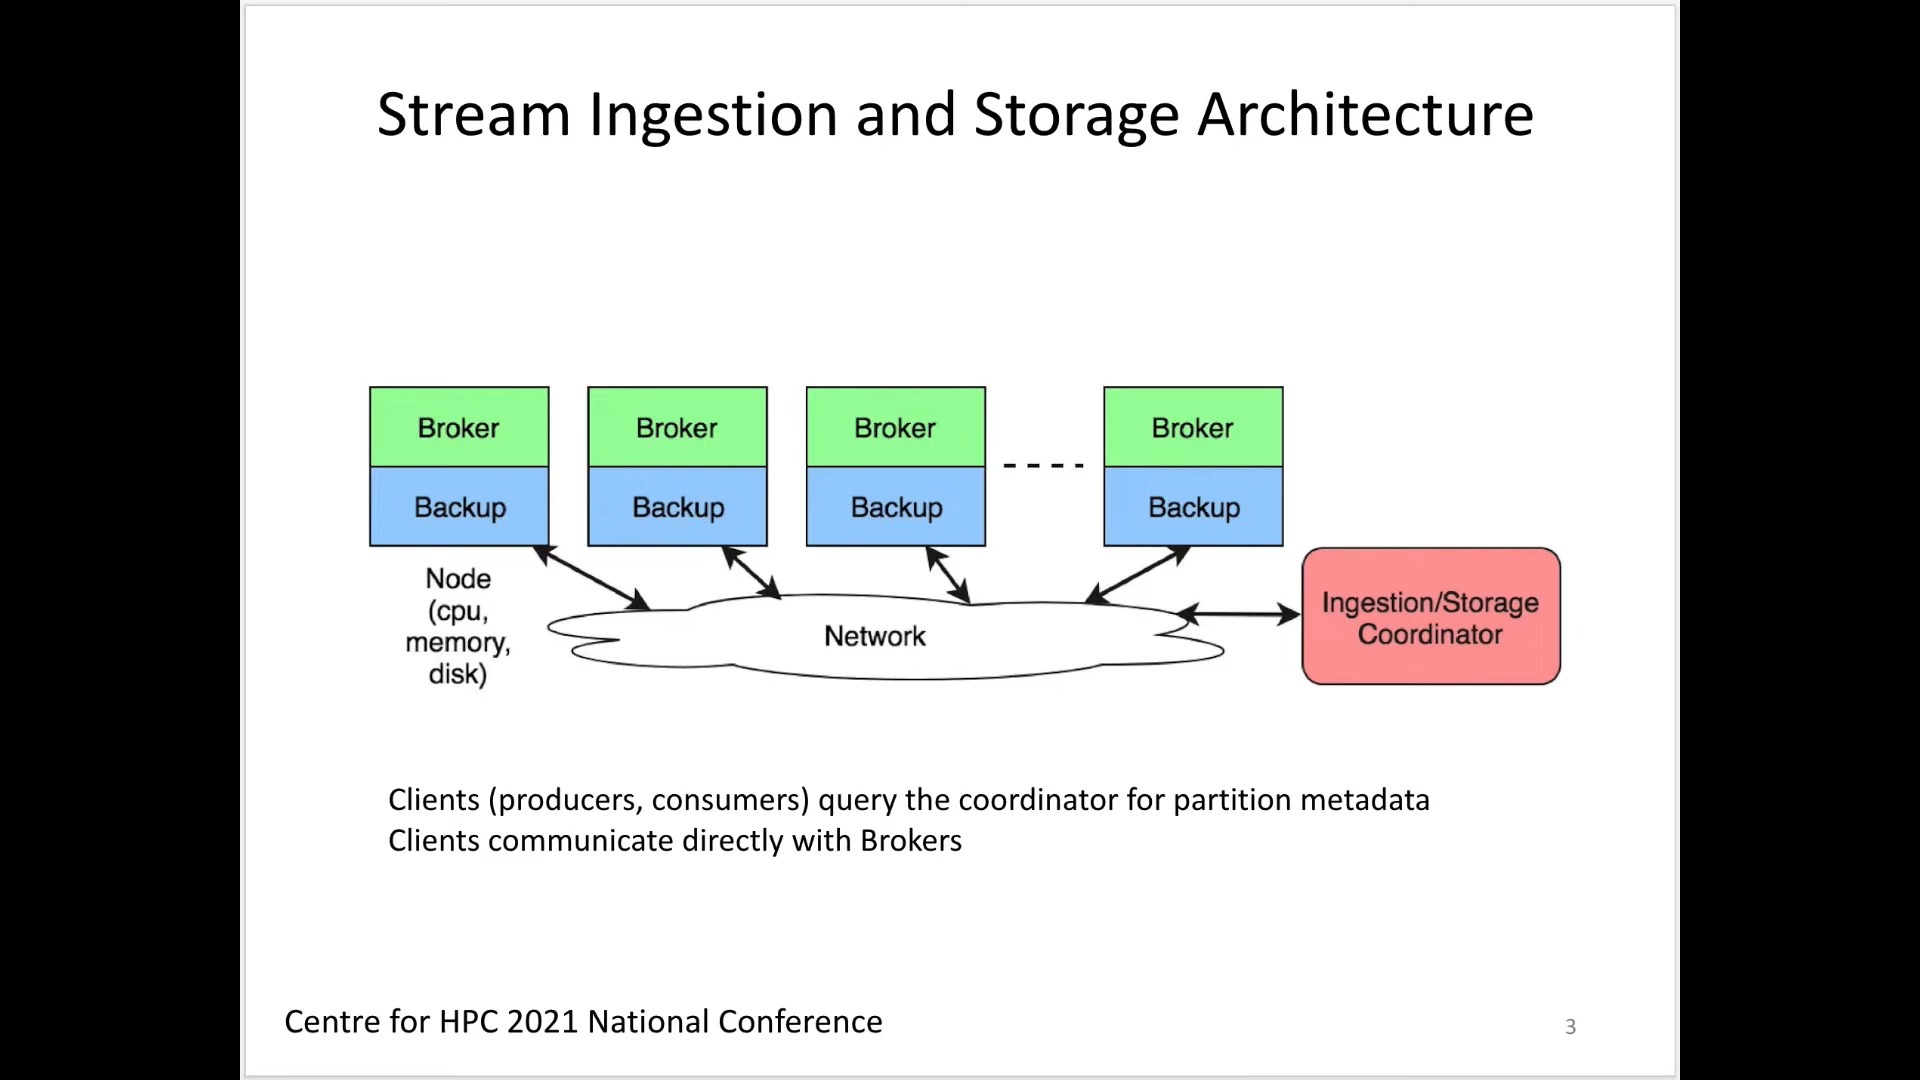 Stream Ingestion and Storage Architecture
Broker
Broker
Broker
Broker
Backup
Backup
Backup
Backup
Node
(cpu,
memory,
disk)
Network
Ingestion/Storage
Coordinator
Clients (producers, consumers) query the coordinator for partition metadata
Clients communicate directly with Brokers
Centre for HPC 2021 National Conference
3